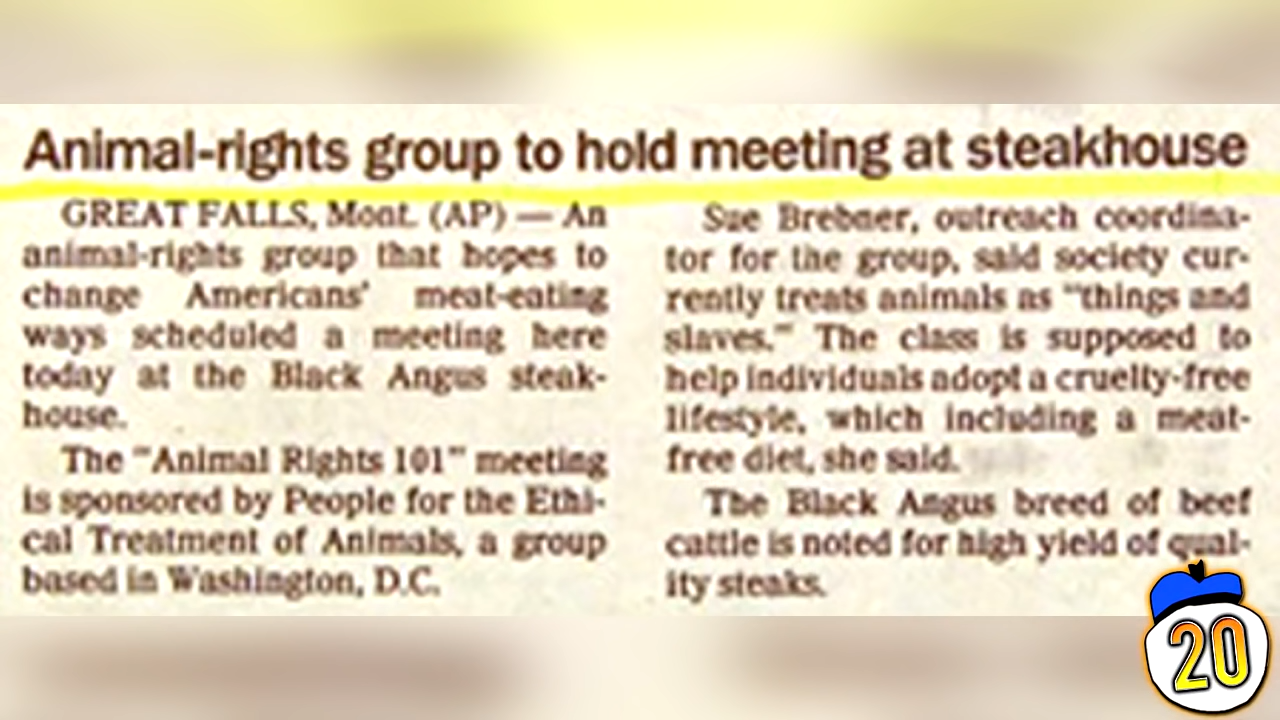 Animal-rights group to hold meeting at steakhouse
GREAT FALLS, Mont. (AP) — An
animal-rights group that hopes to
change Americans' meat-eating
ways scheduled a meeting here
today at the Black Angus steak-
house.
The "Animal Rights 101" meeting
is sponsored by People for the Ethi-
cal Treatment of Animals, a group
based in Washington, D.C.
Sue Brebner, outreach coordina-
tor for the group, said society cur-
rently treats animals as "things and
slaves." The class is supposed to
help individuals adopt a cruelty-free
lifestyle, which including a meat-
free diet, she said.
The Black Angus breed of beef
cattle is noted for high yield of qual-
ity steaks.
20